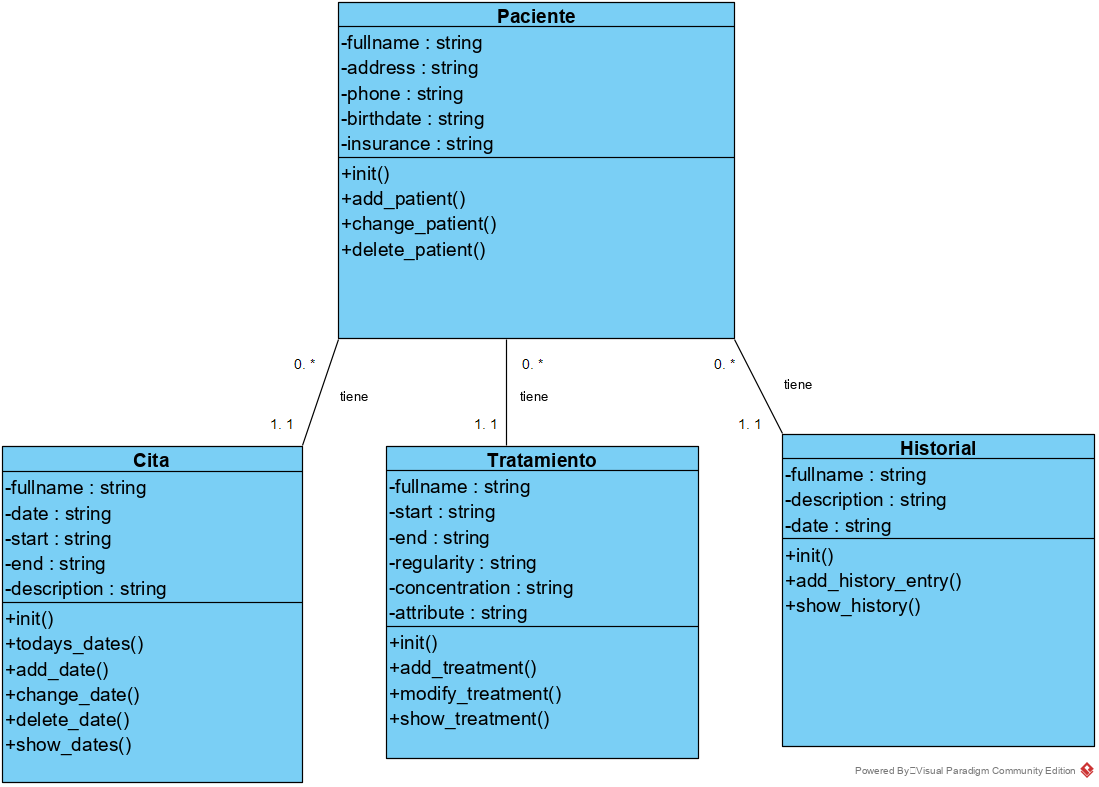 Paciente
-fullname : string
-address : string
-phone : string
-birthdate : string
-insurance : string
+init()
+add_patient()
+change_patient()
+delete_patient()
0. *
0. *
0. *
tiene
tiene
tiene
1. 1
1. 1
1. 1
Cita
-fullname : string
-date : string
-start : string
-end : string
-description : string
+init()
+todays_dates()
+add_date()
+change_date()
+delete_date()
+show_dates()
Tratamiento
-fullname : string
-start : string
-end : string
-regularity : string
-concentration : string
-attribute : string
+init()
+add_treatment()
+modify_treatment()
+show_treatment()
Historial
-fullname : string
-description : string
-date : string
+init()
+add_history_entry()
+show_history()
Powered By Visual Paradigm Community Edition